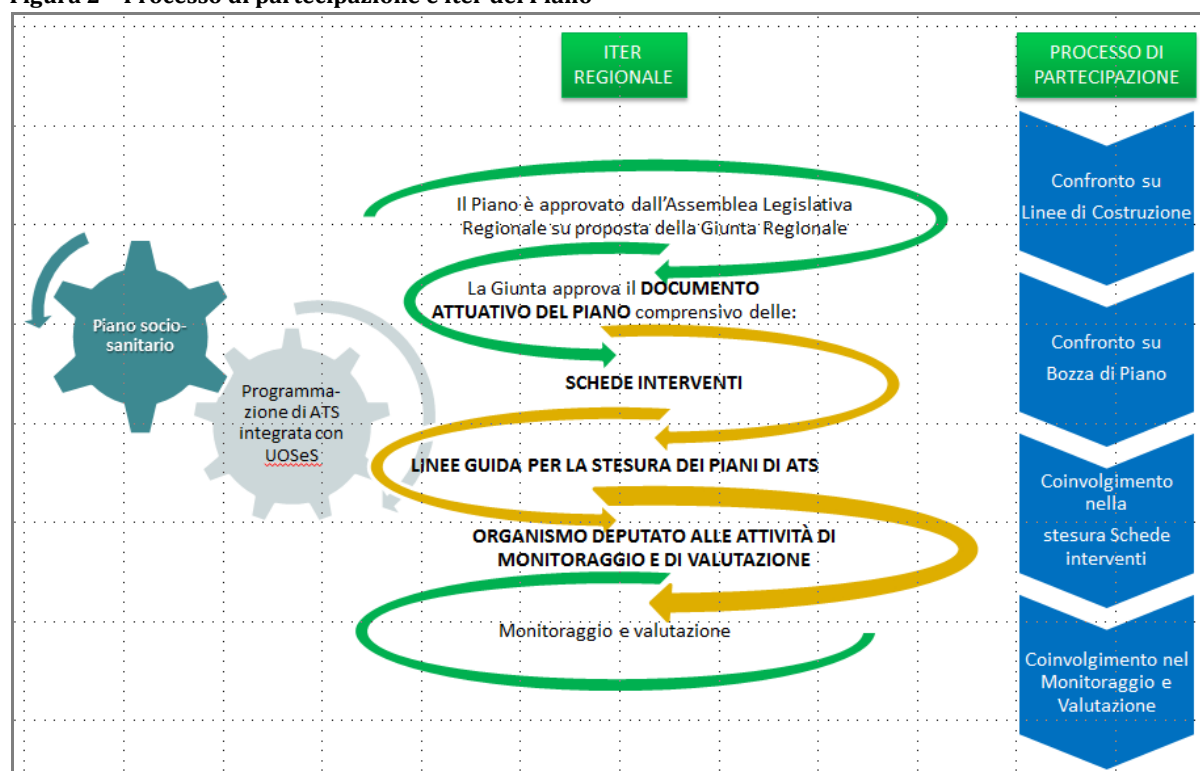 Figura 2 – Processo di partecipazione e iter del Piano
ITER
REGIONALE
PROCESSO DI
PARTECIPAZIONE
Il Piano è approvato dall'Assemblea Legislativa
Regionale su proposta della Giunta Regionale
La Giunta approva il DOCUMENTO
ATTUATIVO DEL PIANO comprensivo delle:
SCHEDE INTERVENTI
LINEE GUIDA PER LA STESURA DEI PIANI DI ATS
ORGANISMO DEPUTATO ALLE ATTIVITÀ DI
MONITORAGGIO E DI VALUTAZIONE
Monitoraggio e valutazione
Piano socio-
sanitario
Programma-
zione di ATS
integrata con
UOSeS
Confronto su
Linee di Costruzione
Confronto su
Bozza di Piano
Coinvolgimento
nella
stesura Schede
interventi
Coinvolgimento nel
Monitoraggio e
Valutazione